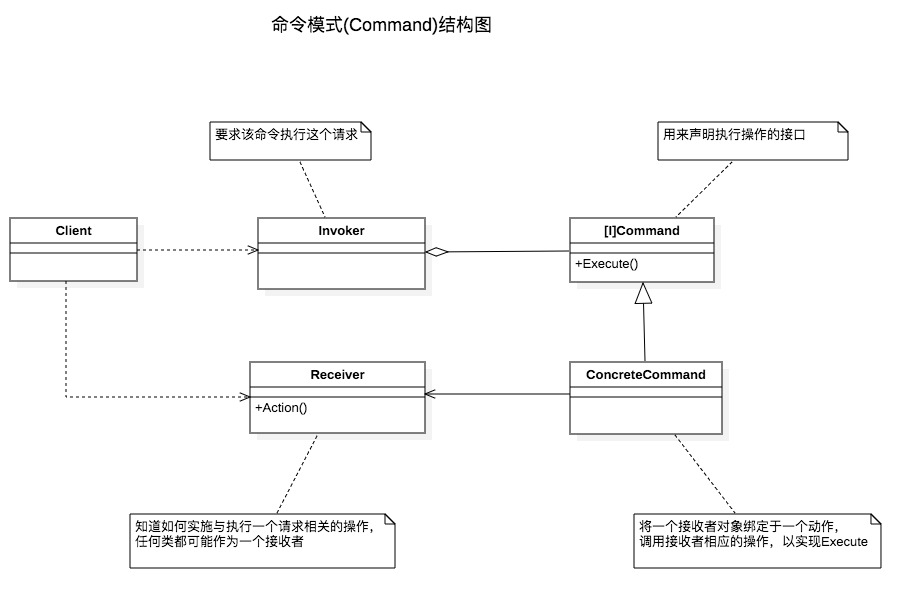 命令模式(Command)结构图
要求该命令执行这个请求
用来声明执行操作的接口
Client
Invoker
[I]Command
+Execute()
Receiver
+Action()
ConcreteCommand
知道如何实施与执行一个请求相关的操作，
任何类都可能作为一个接收者
将一个接收者对象绑定于一个动作，
调用接收者相应的操作，以实现Execute